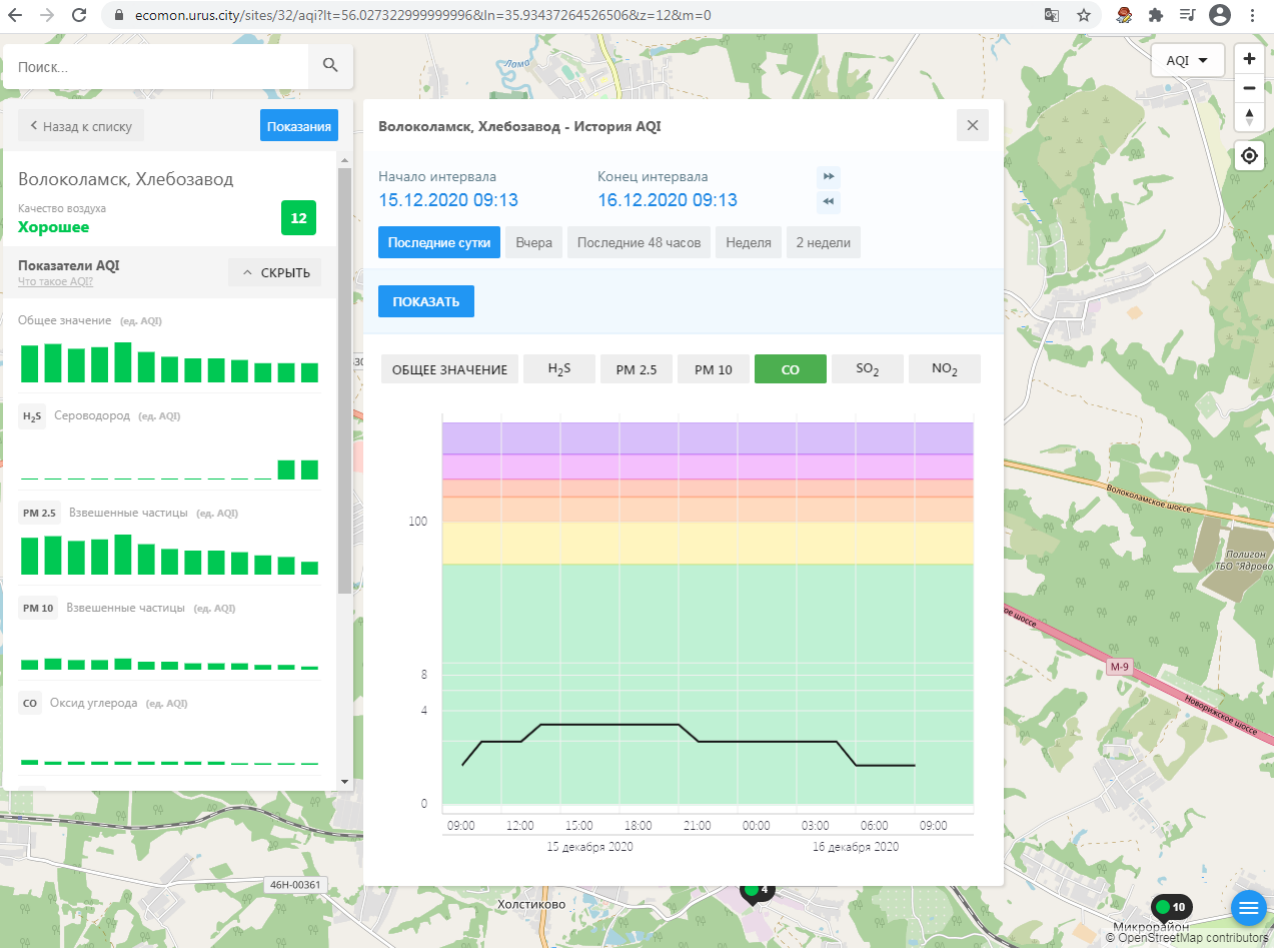 ecomon.urus.city/sites/32/aqi?lt=56.027322999999996&ln=35.93437264526506&z=12&m=0
Поиск...
Лама
AQI
Назад к списку
Показания
Волоколамск, Хлебозавод
Качество воздуха
Хорошее
12
Показатели AQI
Что такое AQI?
СКРЫТЬ
Общее значение (ед. AQI)
H2S Сероводород (ед. AQI)
PM 2.5 Взвешенные частицы (ед. AQI)
PM 10 Взвешенные частицы (ед. AQI)
CO Оксид углерода (ед. AQI)
Волоколамск, Хлебозавод - История AQI
Начало интервала
15.12.2020 09:13
Конец интервала
16.12.2020 09:13
Последние сутки
Вчера
Последние 48 часов
Неделя
2 недели
ПОКАЗАТЬ
ОБЩЕЕ ЗНАЧЕНИЕ
H2S
PM 2.5
PM 10
CO
SO2
NO2
100
8
4
0
09:00 12:00 15:00 18:00 21:00 00:00 03:00 06:00 09:00
15 декабря 2020 16 декабря 2020
Волоколамское шоссе
Полигон
ТБО "Ядрово"
шоссе
М-9
Новорижское шоссе
46Н-00361
Холстиково
4
10
Микрорайон
© OpenStreetMap contributors